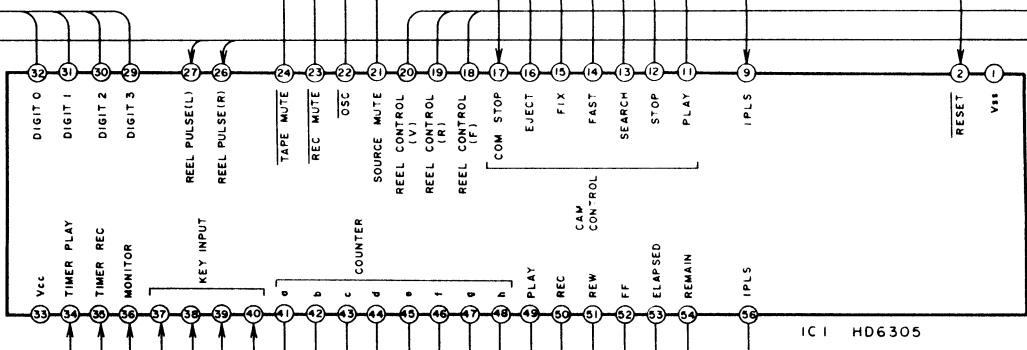 32 31 30 29 27 26 24 23 22 21 20 19 18 17 16 15 14 13 12 11 9 2 1
DIGIT 0
DIGIT 1
DIGIT 2
DIGIT 3
REEL PULSE(L)
REEL PULSE(R)
TAPE MUTE
REC MUTE
OSC
SOURCE MUTE
REEL CONTROL
(V)
REEL CONTROL
(R)
REEL CONTROL
(F)
COM STOP
EJECT
FIX
FAST
SEARCH
STOP
PLAY
IPLS
RESET
Vss
CAM
CONTROL
Vcc
TIMER PLAY
TIMER REC
MONITOR
KEY INPUT
COUNTER
a
b
c
d
e
f
g
h
PLAY
REC
REW
FF
ELAPSED
REMAIN
IPLS
33 34 35 36 37 38 39 40 41 42 43 44 45 46 47 48 49 50 51 52 53 54 56
IC1 HD6305